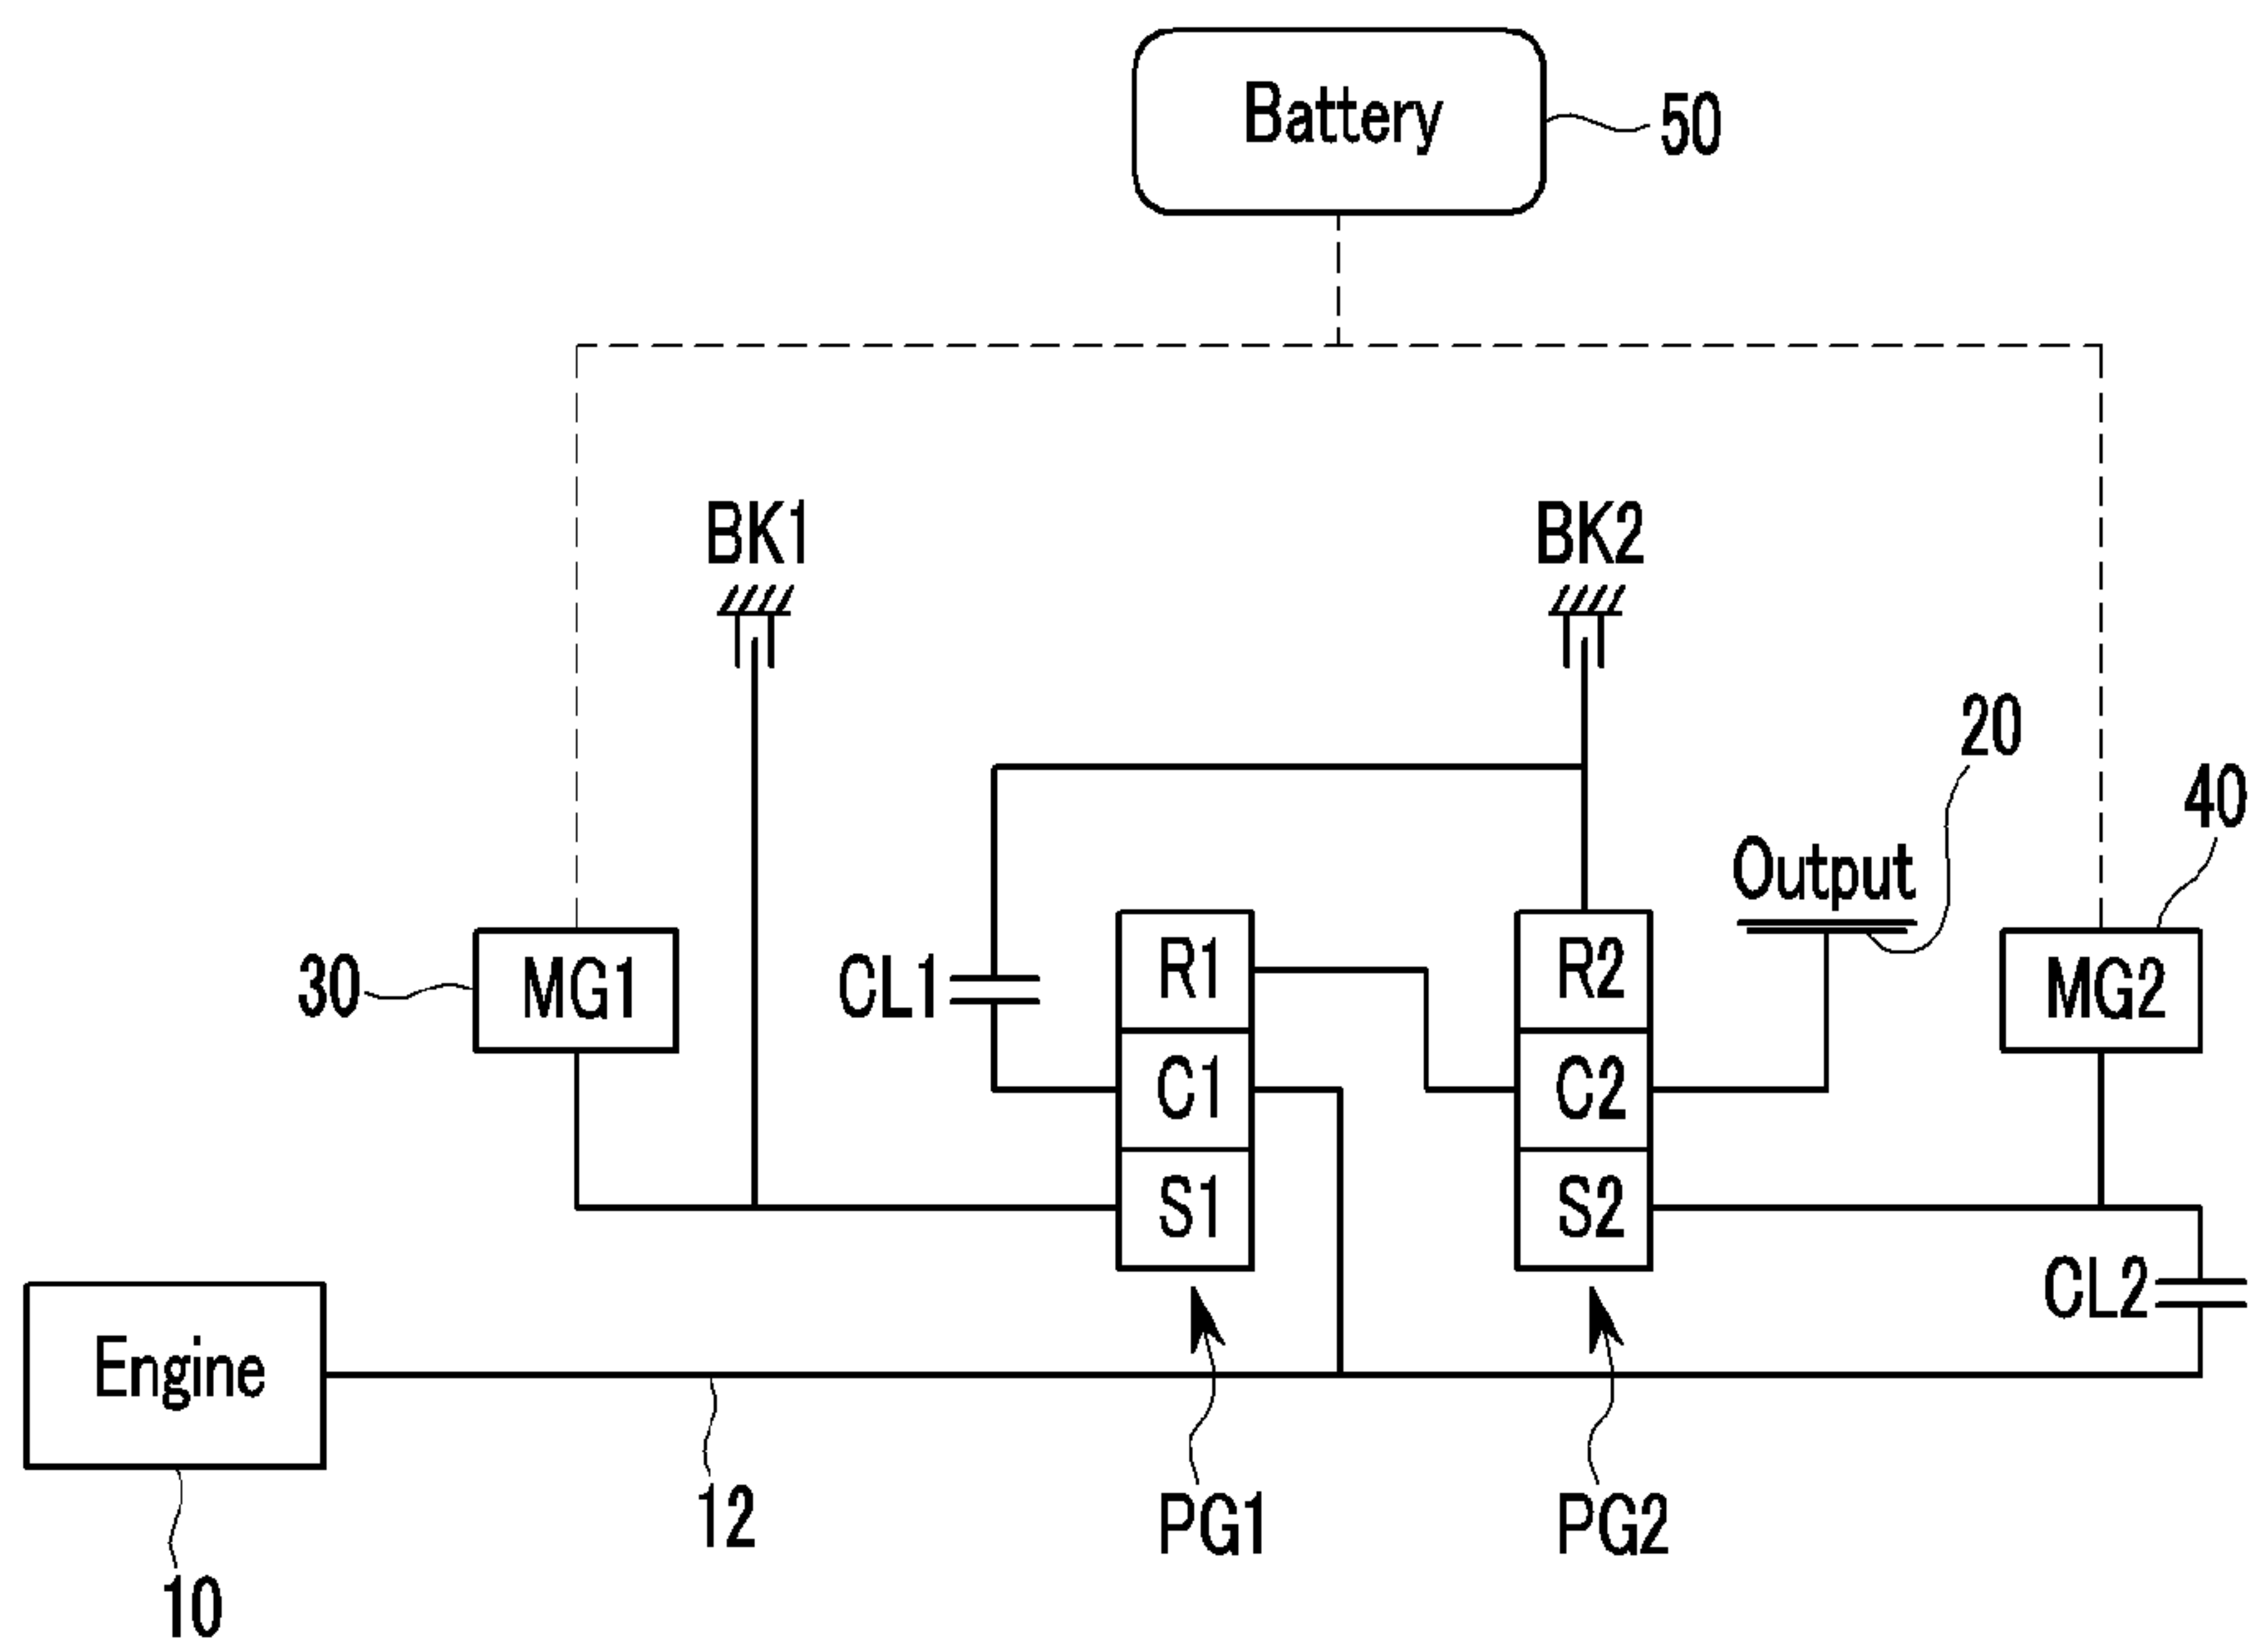 Battery
50
BK1
BK2
20
40
Output
30
MG1
CL1
R1
R2
MG2
C1
C2
S1
S2
CL2
Engine
12
PG1
PG2
10